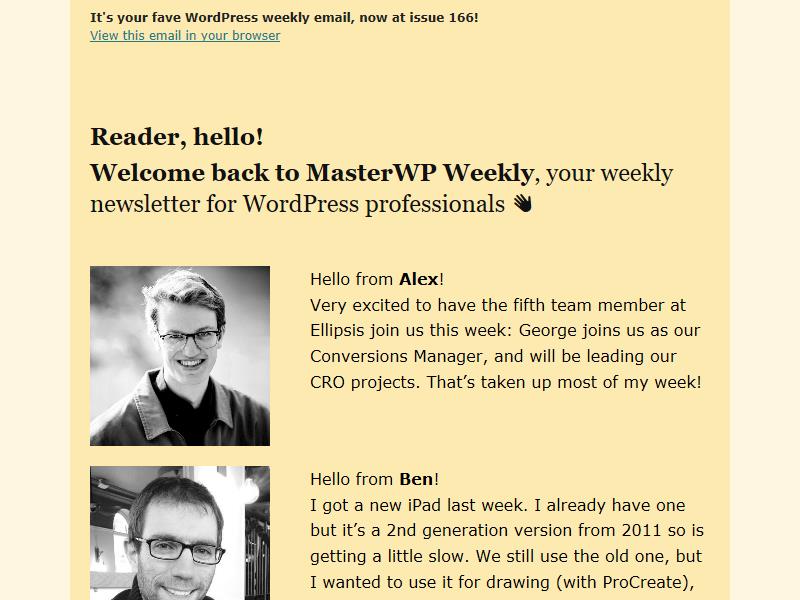 It's your fave WordPress weekly email, now at issue 166!
View this email in your browser
Reader, hello!
Welcome back to MasterWP Weekly, your weekly
newsletter for WordPress professionals 👋
Hello from Alex!
Very excited to have the fifth team member at
Ellipsis join us this week: George joins us as our
Conversions Manager, and will be leading our
CRO projects. That’s taken up most of my week!
Hello from Ben!
I got a new iPad last week. I already have one
but it’s a 2nd generation version from 2011 so is
getting a little slow. We still use the old one, but
I wanted to use it for drawing (with ProCreate),